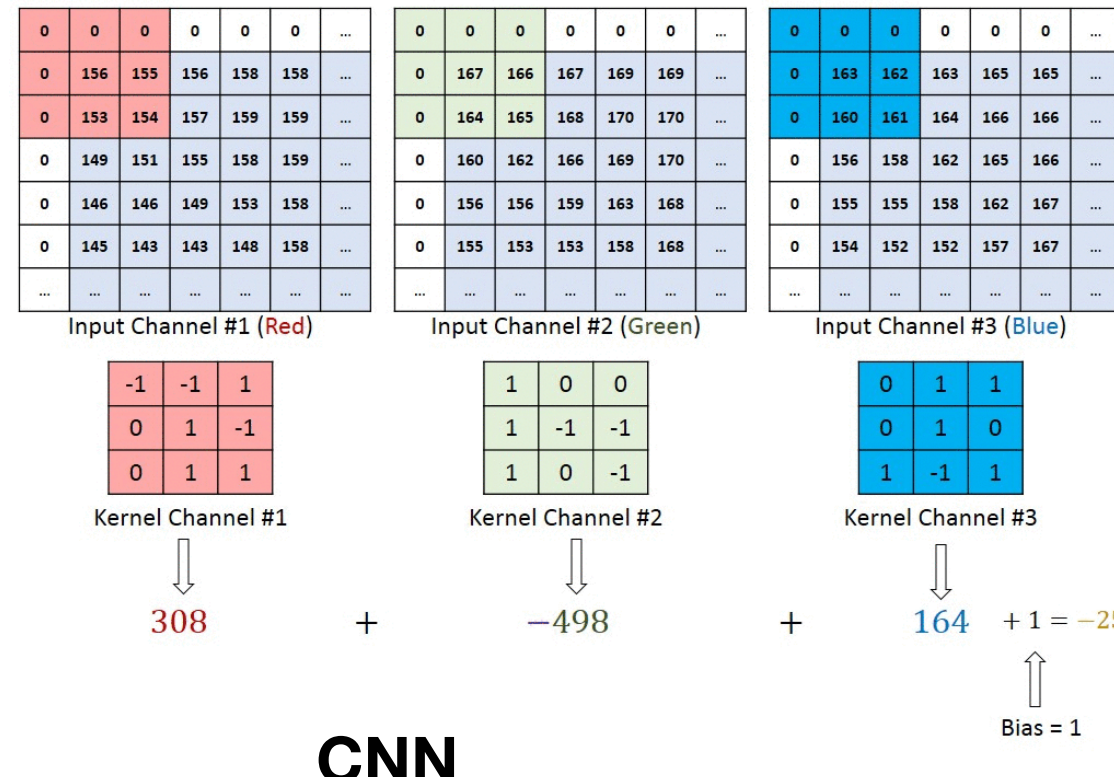 0 0 0 0 0 0 ...
0 156 155 156 158 158 ...
0 153 154 157 159 159 ...
0 149 151 155 158 159 ...
0 146 146 149 153 158 ...
0 145 143 143 148 158 ...
... ... ... ... ... ... ...
Input Channel #1 (Red)
0 0 0 0 0 0 ...
0 167 166 167 169 169 ...
0 164 165 168 170 170 ...
0 160 162 166 169 170 ...
0 156 156 159 163 168 ...
0 155 153 153 158 168 ...
... ... ... ... ... ... ...
Input Channel #2 (Green)
0 0 0 0 0 0 ...
0 163 162 163 165 165 ...
0 160 161 164 166 166 ...
0 156 158 162 165 166 ...
0 155 155 158 162 167 ...
0 154 152 152 157 167 ...
... ... ... ... ... ... ...
Input Channel #3 (Blue)
-1 -1 1
0 1 -1
0 1 1
Kernel Channel #1
1 0 0
1 -1 -1
1 0 -1
Kernel Channel #2
0 1 1
0 1 0
1 -1 1
Kernel Channel #3
308 + −498 + 164 + 1 = −25
Bias = 1
CNN